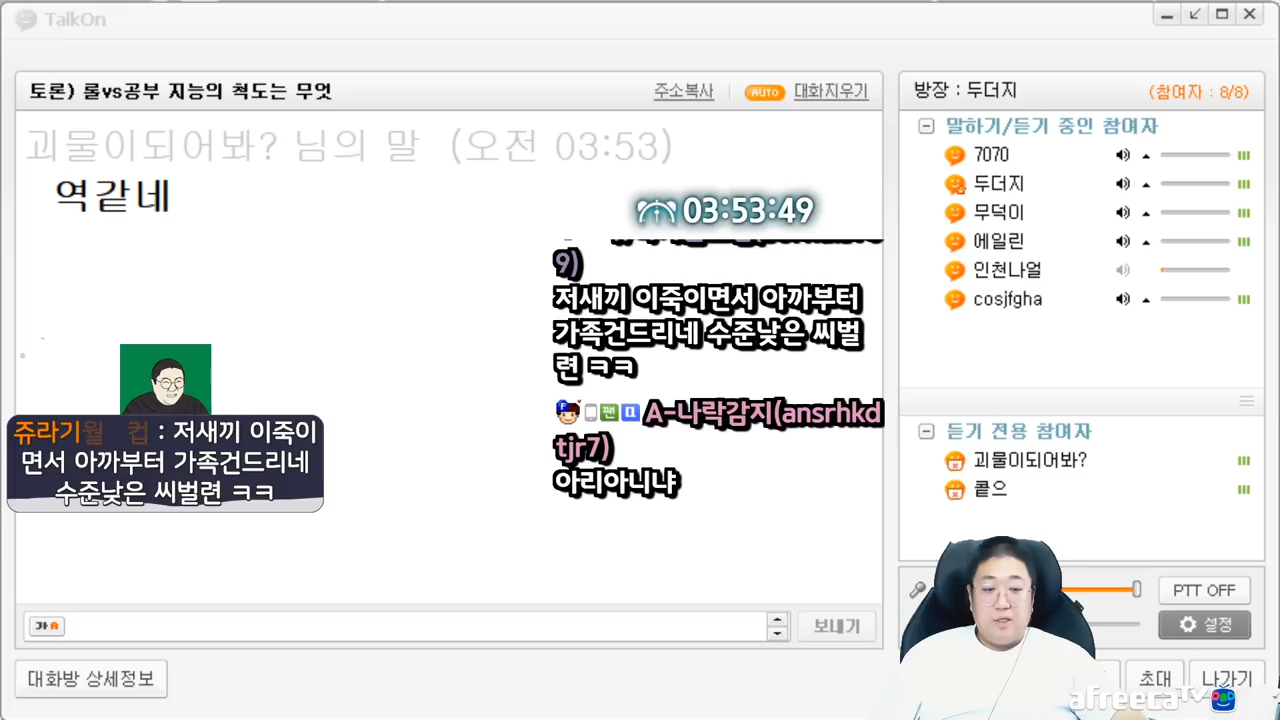 TalkOn
토론) 롤vs공부 지능의 척도는 무엇
주소복사
AUTO
대화지우기
괴물이되어봐? 님의 말 (오전 03:53)
역같네
03:53:49
9)
저새끼 이죽이면서 아까부터
가족건드리네 수준낮은 씨벌
련 ㅋㅋ
팬
A-나락감지(ansrhkd
tjr7)
아리아니냐
쥬라기월 컵 : 저새끼 이죽이
면서 아까부터 가족건드리네
수준낮은 씨벌련 ㅋㅋ
가A
보내기
대화방 상세정보
방장 : 두더지
(참여자 : 8/8)
말하기/듣기 중인 참여자
7070
두더지
무덕이
에일린
인천나얼
cosjfgha
듣기 전용 참여자
괴물이되어봐?
콭으
PTT OFF
설정
초대
나가기
afreecaTV